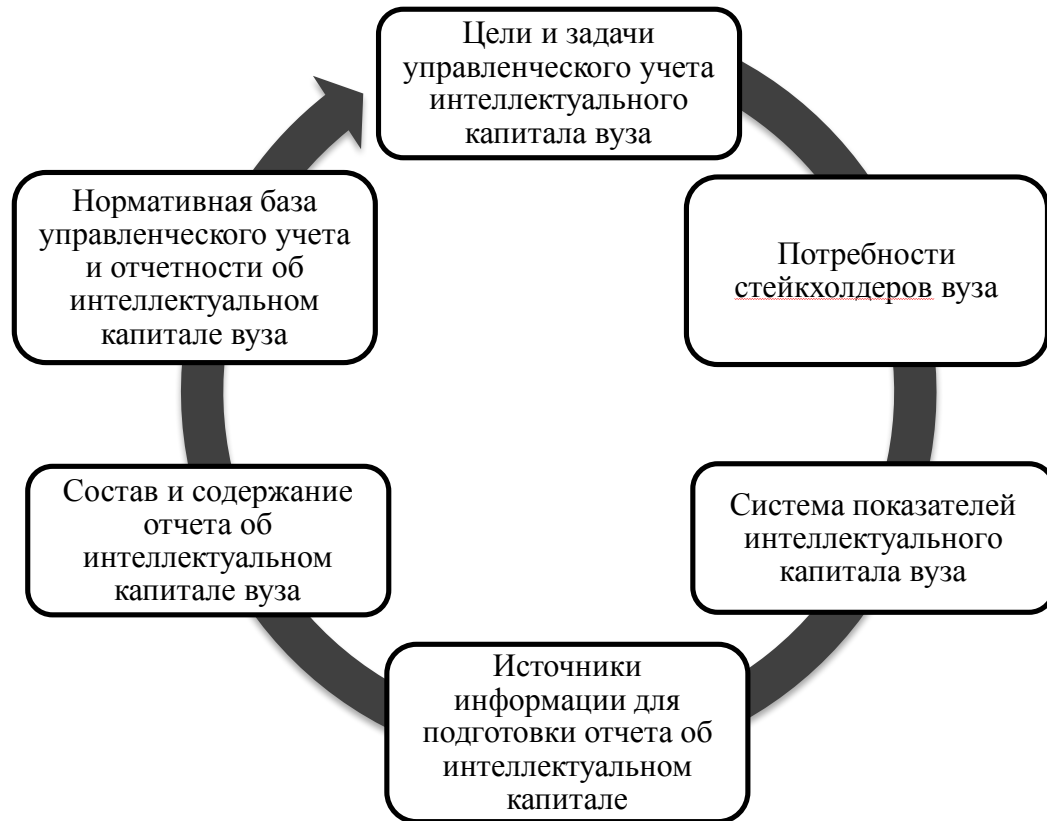 Цели и задачи
управленческого учета
интеллектуального
капитала вуза
Потребности
стейкхолдеров вуза
Система показателей
интеллектуального
капитала вуза
Источники
информации для
подготовки отчета об
интеллектуальном
капитале
Состав и содержание
отчета об
интеллектуальном
капитале вуза
Нормативная база
управленческого учета
и отчетности об
интеллектуальном
капитале вуза